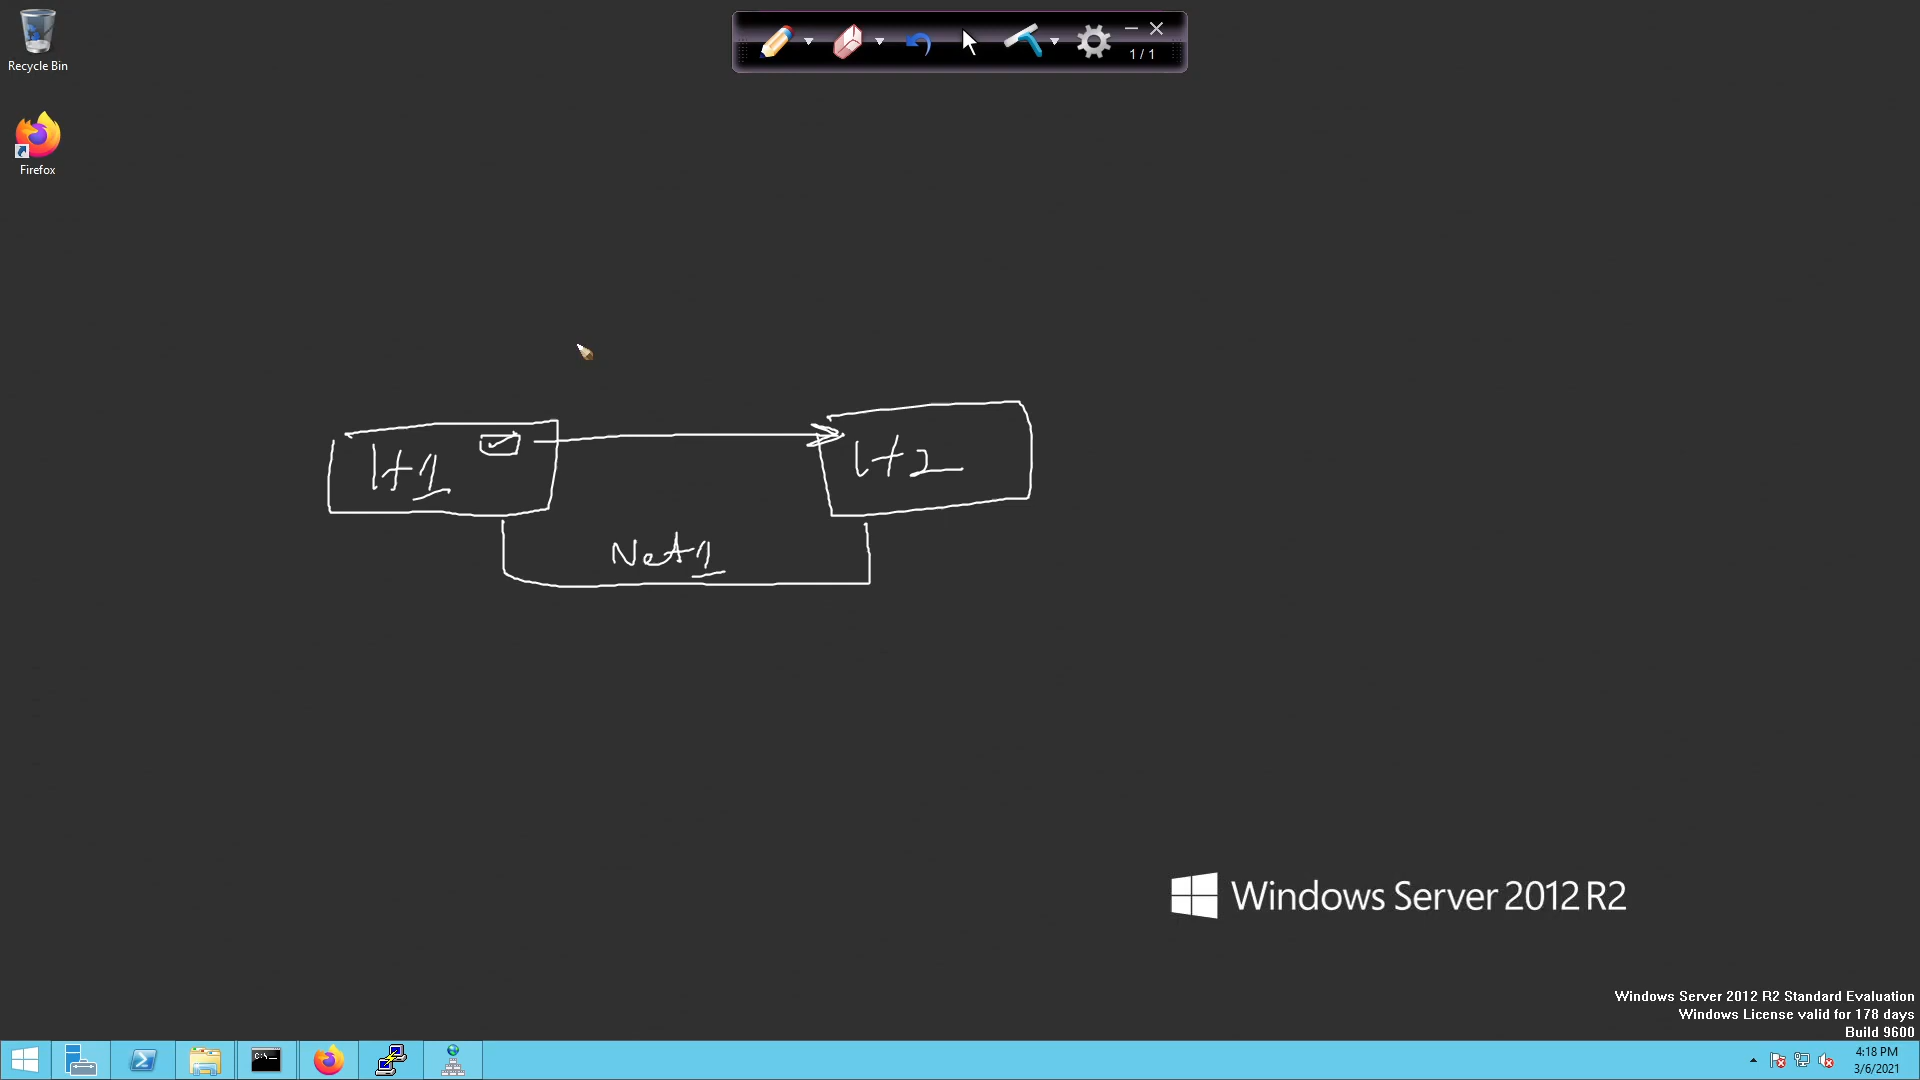 Recycle Bin
1 / 1
Firefox
H1
H2
Net1
Windows Server 2012 R2
Windows Server 2012 R2 Standard Evaluation
Windows License valid for 178 days
Build 9600
C:\_
4:18 PM
3/6/2021